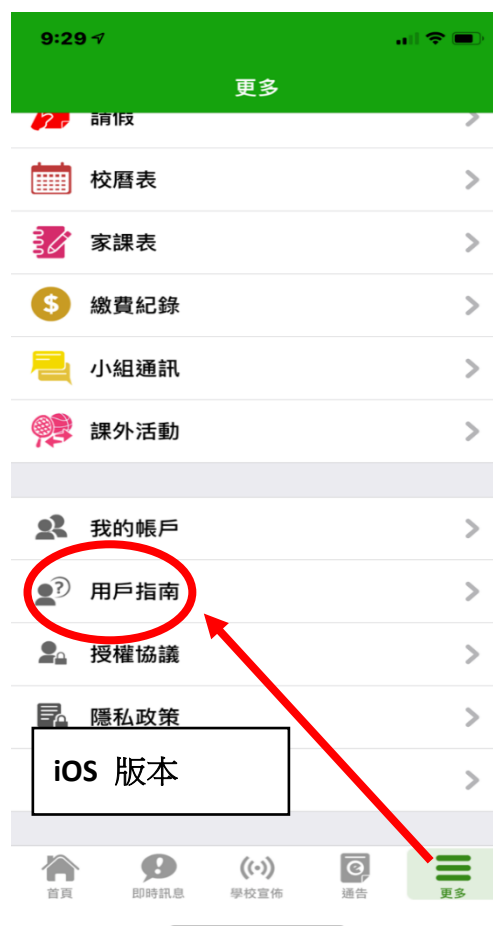 9:29
更多
請假
校曆表
家課表
繳費紀錄
小組通訊
課外活動
我的帳戶
用戶指南
授權協議
隱私政策
iOS 版本
首頁 即時訊息 學校宣佈 通告 更多